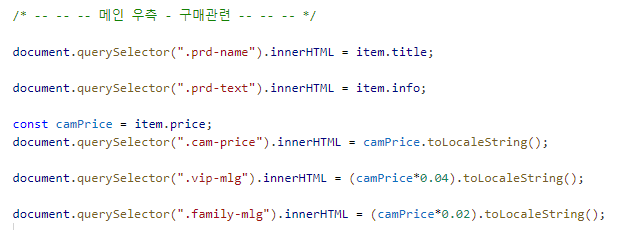 /* -- -- -- 메인 우측 - 구매관련 -- -- -- */
document.querySelector(".prd-name").innerHTML = item.title;
document.querySelector(".prd-text").innerHTML = item.info;
const camPrice = item.price;
document.querySelector(".cam-price").innerHTML = camPrice.toLocaleString();
document.querySelector(".vip-mlg").innerHTML = (camPrice*0.04).toLocaleString();
document.querySelector(".family-mlg").innerHTML = (camPrice*0.02).toLocaleString();